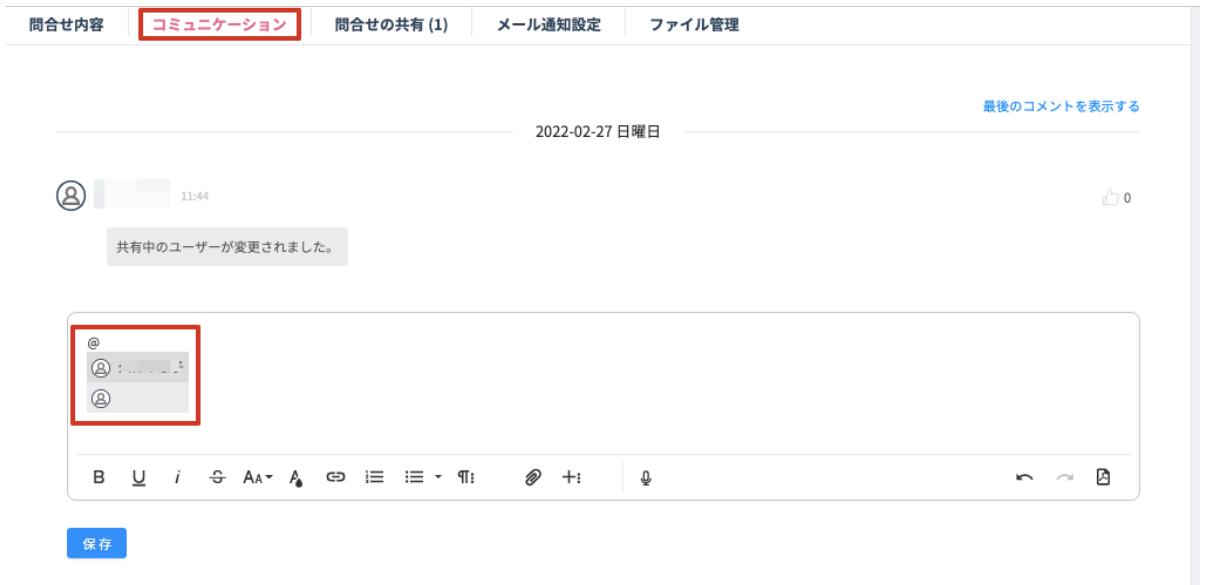 問合せ内容 コミュニケーション 問合せの共有 (1) メール通知設定 ファイル管理
最後のコメントを表示する
2022-02-27 日曜日
11:44
0
共有中のユーザーが変更されました。
@
B U i S AA A
保存